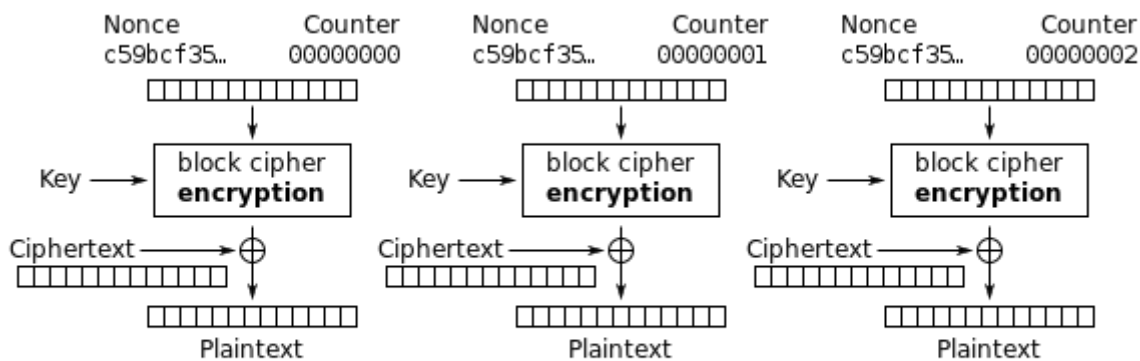 Nonce Counter Nonce Counter Nonce Counter
c59bcf35… 00000000 c59bcf35… 00000001 c59bcf35… 00000002
block cipher block cipher block cipher
Key encryption Key encryption Key encryption
Ciphertext Ciphertext Ciphertext
Plaintext Plaintext Plaintext